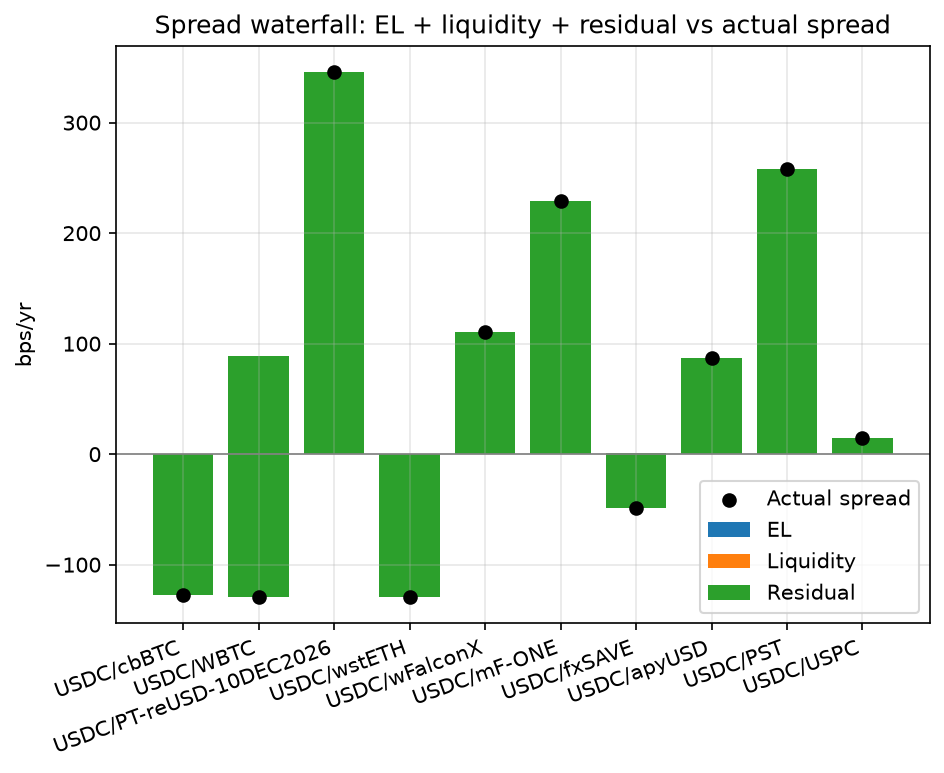 Spread waterfall: EL + liquidity + residual vs actual spread
bps/yr
300
200
100
0
−100
Actual spread
EL
Liquidity
Residual
USDC/cbBTC
USDC/WBTC
USDC/PT-reUSD-10DEC2026
USDC/wstETH
USDC/wFalconX
USDC/mF-ONE
USDC/fxSAVE
USDC/apyUSD
USDC/PST
USDC/USPC